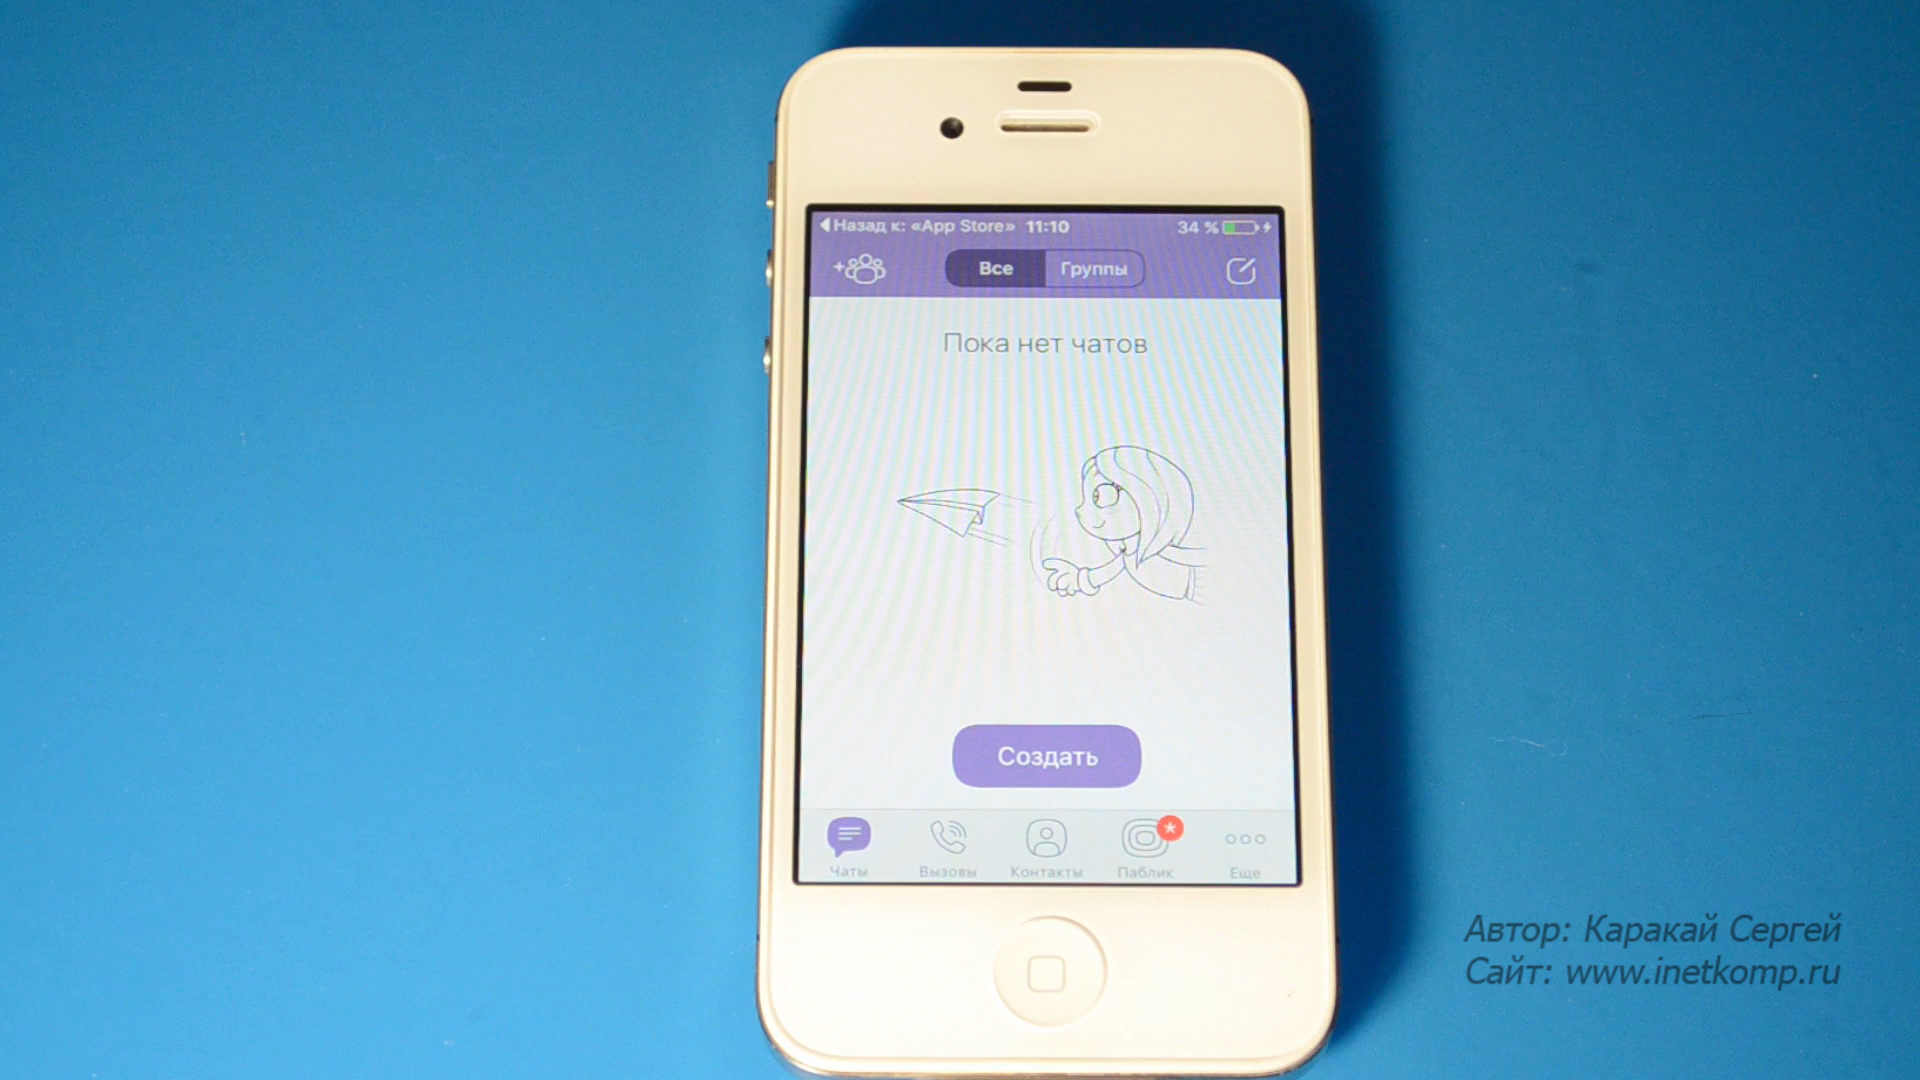 Назад к: «App Store» 11:10 34 %
Все Группы
Пока нет чатов
Создать
Чаты Вызовы Контакты Паблик Еще
Автор: Каракай Сергей
Сайт: www.inetkomp.ru